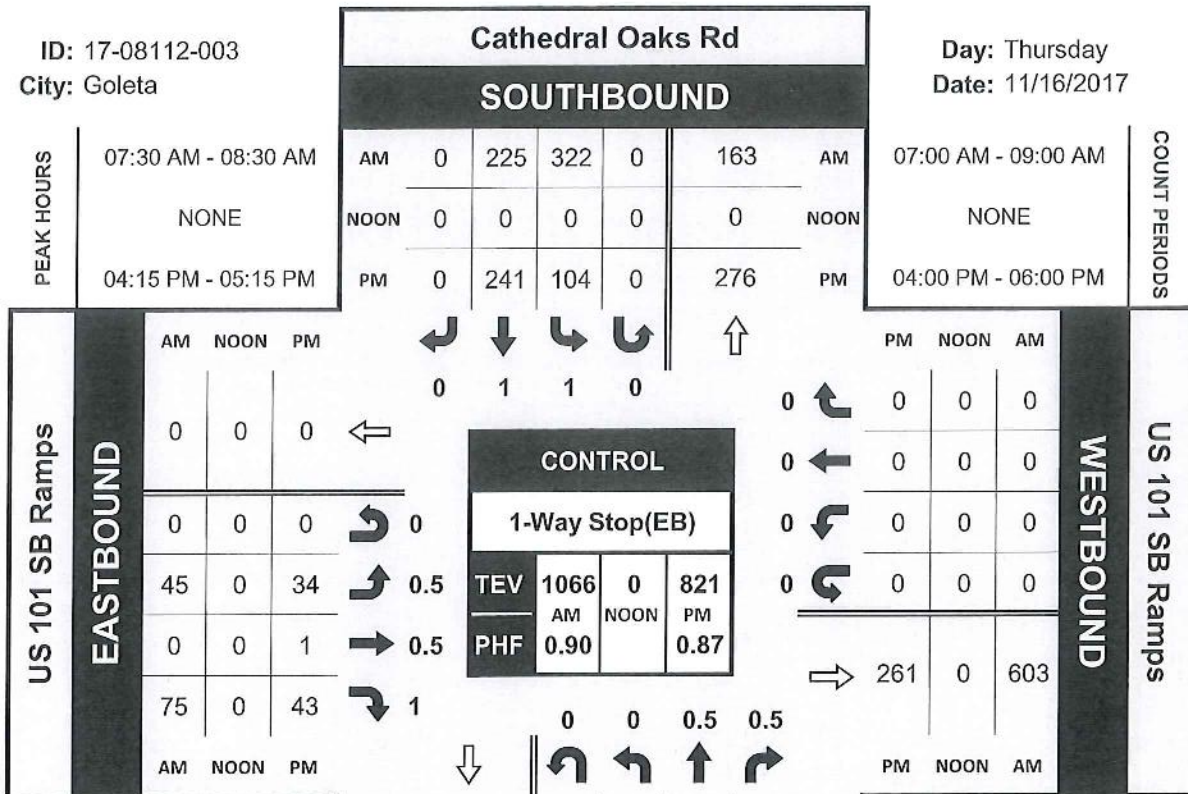 ID: 17-08112-003
City: Goleta
Cathedral Oaks Rd
SOUTHBOUND
Day: Thursday
Date: 11/16/2017
PEAK HOURS
07:30 AM - 08:30 AM
NONE
04:15 PM - 05:15 PM
AM 0 225 322 0 163 AM
NOON 0 0 0 0 0 NOON
PM 0 241 104 0 276 PM
07:00 AM - 09:00 AM
NONE
04:00 PM - 06:00 PM
COUNT PERIODS
0 1 1 0
US 101 SB Ramps
EASTBOUND
AM NOON PM
0 0 0
0 0 0 0
45 0 34 0.5
0 0 1 0.5
75 0 43 1
AM NOON PM
CONTROL
1-Way Stop(EB)
TEV 1066 0 821
AM NOON PM
PHF 0.90 0.87
0 0 0.5 0.5
PM NOON AM
0 0 0 0
0 0 0 0
0 0 0 0
0 0 0 0
261 0 603
PM NOON AM
WESTBOUND
US 101 SB Ramps